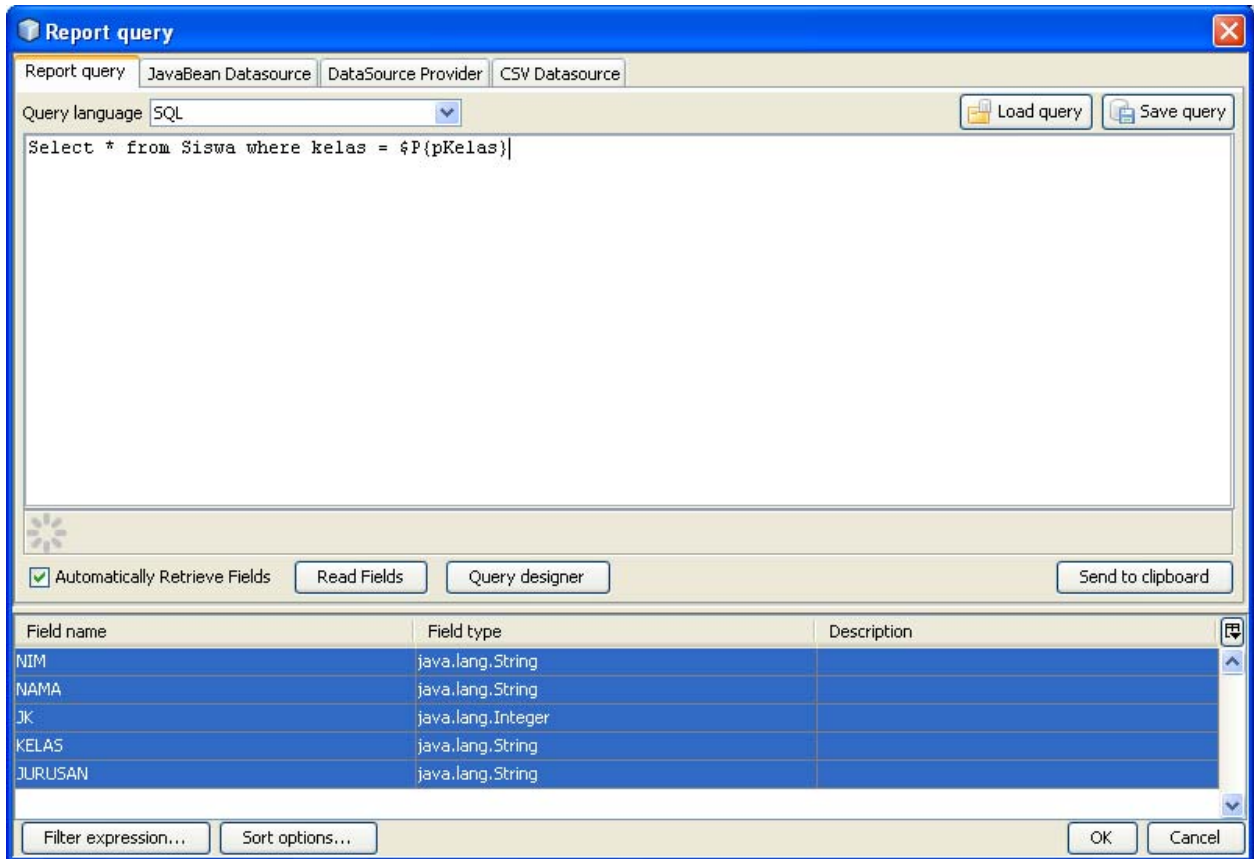 Report query
Report query JavaBean Datasource DataSource Provider CSV Datasource
Query language SQL Load query Save query
Select * from Siswa where kelas = $P{pKelas}
Automatically Retrieve Fields Read Fields Query designer Send to clipboard
Field name Field type Description
NIM java.lang.String
NAMA java.lang.String
JK java.lang.Integer
KELAS java.lang.String
JURUSAN java.lang.String
Filter expression... Sort options... OK Cancel